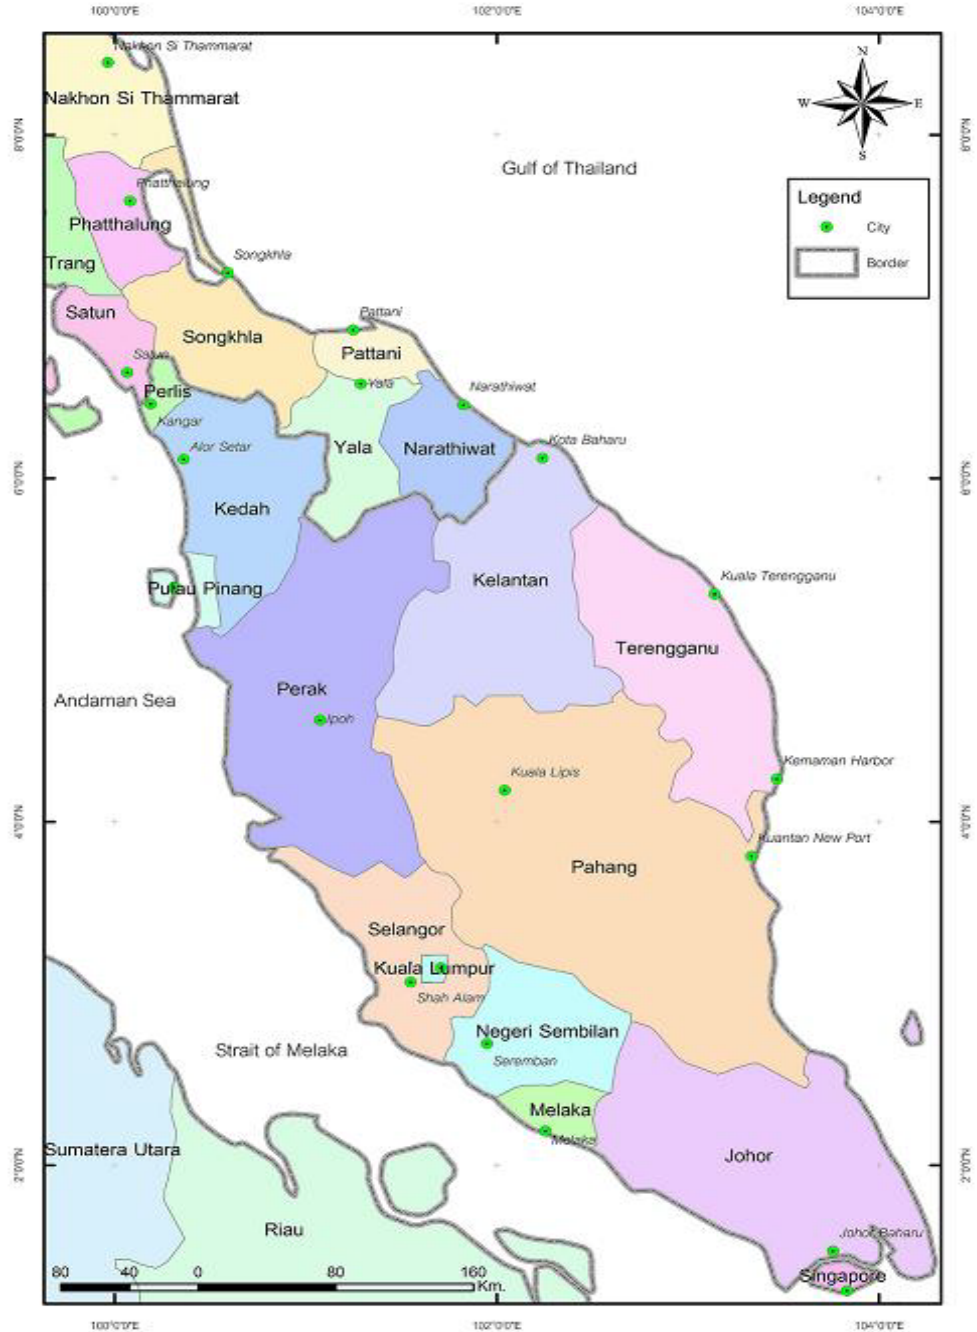 100°0'0"E
102°0'0"E
104°0'0"E
Nakhon Si Thammarat
N
Nakhon Si Thammarat
W
E
8°0'0"N
8°0'0"N
S
Gulf of Thailand
Phatthalung
Legend
Phatthalung
City
Songkhla
Trang
Border
Satun
Pattani
Songkhla
Pattani
Satun
Yala
Narathiwat
Perlis
Kangar
Kota Baharu
Alor Setar
Yala
Narathiwat
6°0'0"N
6°0'0"N
Kedah
Kelantan
Kuala Terengganu
Pulau Pinang
Terengganu
Perak
Andaman Sea
Ipoh
Kemaman Harbor
Kuala Lipis
4°0'0"N
4°0'0"N
Kuantan New Port
Pahang
Selangor
Kuala Lumpur
Shah Alam
Negeri Sembilan
Strait of Melaka
Seremban
Melaka
Melaka
Sumatera Utara
Johor
2°0'0"N
2°0'0"N
Riau
Johor Baharu
80
40
0
80
160
Km.
Singapore
100°0'0"E
102°0'0"E
104°0'0"E